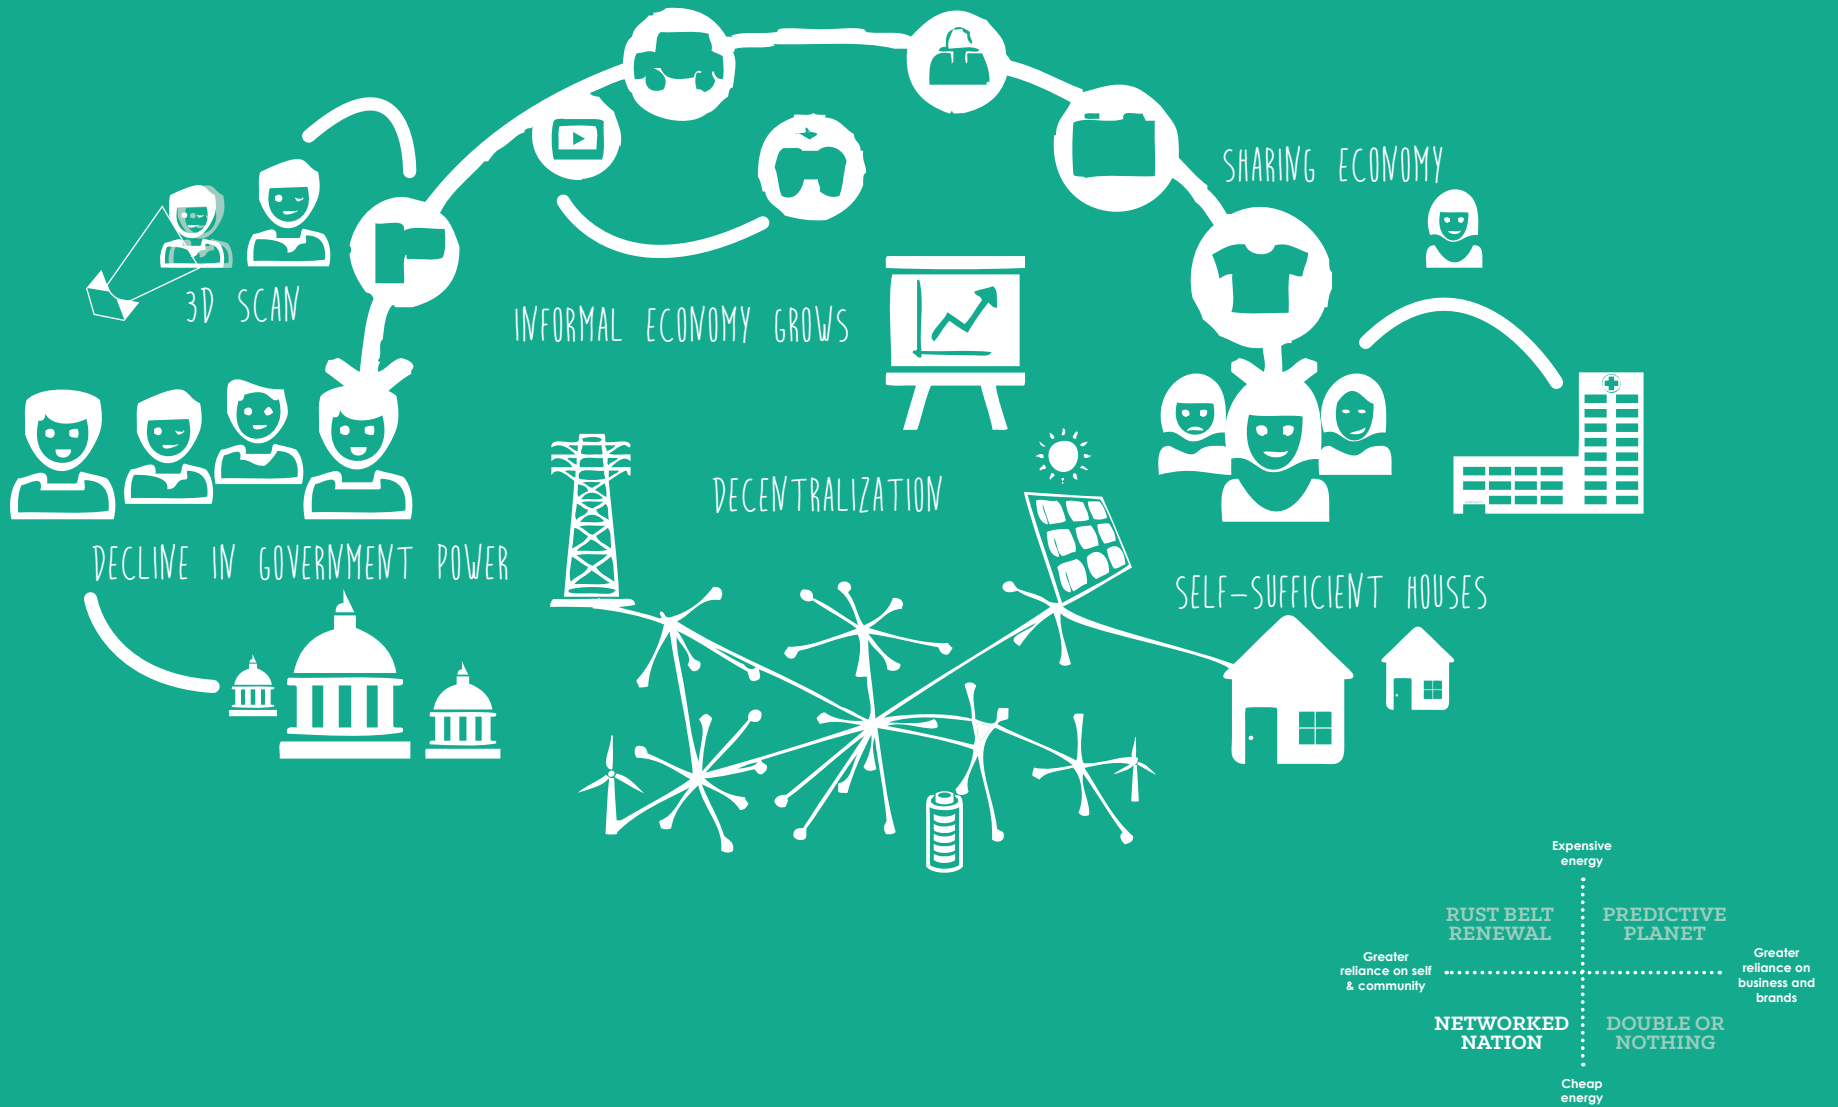 SHARING ECONOMY
3D SCAN
INFORMAL ECONOMY GROWS
DECENTRALIZATION
DECLINE IN GOVERNMENT POWER
SELF-SUFFICIENT HOUSES
Expensive
energy
RUST BELT
RENEWAL
PREDICTIVE
PLANET
Greater
reliance on self
& community
Greater
reliance on
business and
brands
NETWORKED
NATION
DOUBLE OR
NOTHING
Cheap
energy